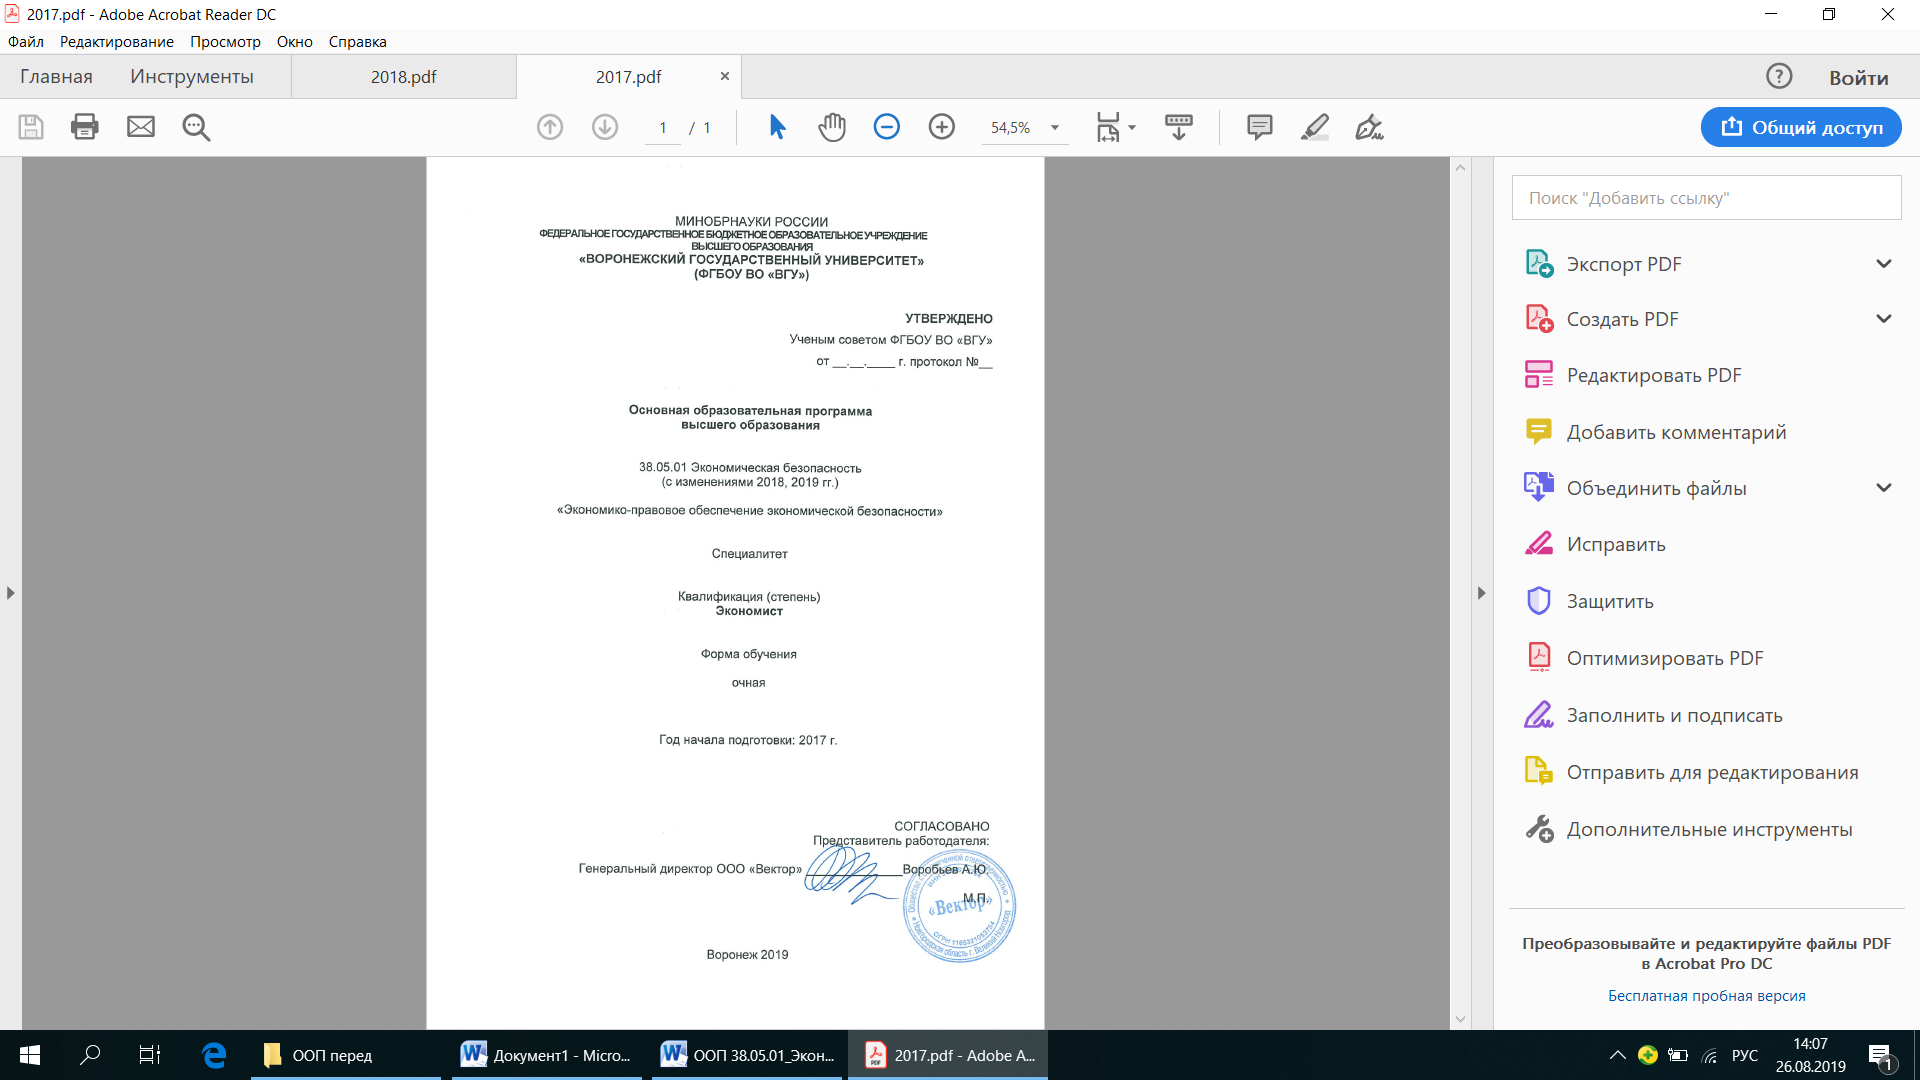 2017.pdf - Adobe Acrobat Reader DC
Файл Редактирование Просмотр Окно Справка
Главная Инструменты 2018.pdf 2017.pdf Войти
1 / 1 54,5% Общий доступ
МИНОБРНАУКИ РОССИИ
ФЕДЕРАЛЬНОЕ ГОСУДАРСТВЕННОЕ БЮДЖЕТНОЕ ОБРАЗОВАТЕЛЬНОЕ УЧРЕЖДЕНИЕ
ВЫСШЕГО ОБРАЗОВАНИЯ
«ВОРОНЕЖСКИЙ ГОСУДАРСТВЕННЫЙ УНИВЕРСИТЕТ»
(ФГБОУ ВО «ВГУ»)
УТВЕРЖДЕНО
Ученым советом ФГБОУ ВО «ВГУ»
от __.__.____ г. протокол №__
Основная образовательная программа
высшего образования
38.05.01 Экономическая безопасность
(с изменениями 2018, 2019 гг.)
«Экономико-правовое обеспечение экономической безопасности»
Специалитет
Квалификация (степень)
Экономист
Форма обучения
очная
Год начала подготовки: 2017 г.
СОГЛАСОВАНО
Представитель работодателя:
Генеральный директор ООО «Вектор» ______________Воробьев А.Ю.
М.П.
«Вектор»
Воронеж 2019
Поиск "Добавить ссылку"
Экспорт PDF
Создать PDF
Редактировать PDF
Добавить комментарий
Объединить файлы
Исправить
Защитить
Оптимизировать PDF
Заполнить и подписать
Отправить для редактирования
Дополнительные инструменты
Преобразовывайте и редактируйте файлы PDF
в Acrobat Pro DC
Бесплатная пробная версия
ООП перед Документ1 - Micro... ООП 38.05.01_Экон... 2017.pdf - Adobe A... РУС 14:07
26.08.2019 1